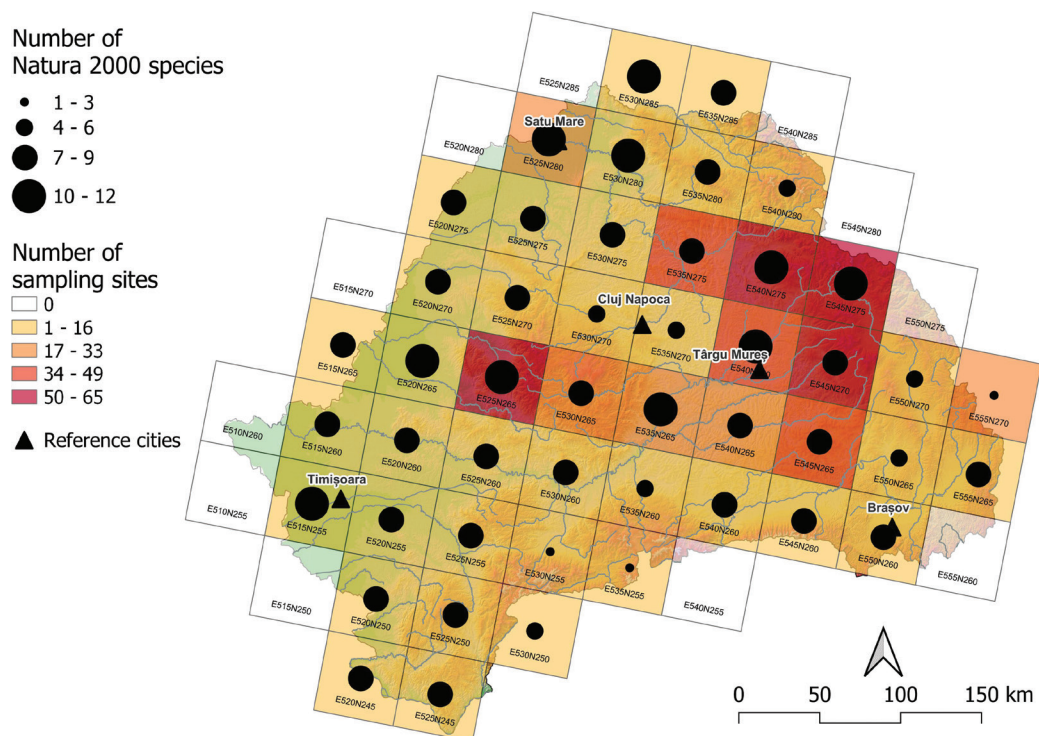 Number of
Natura 2000 species
1 - 3
4 - 6
7 - 9
10 - 12
Number of
sampling sites
0
1 - 16
17 - 33
34 - 49
50 - 65
Reference cities
E525N285
E530N285
E535N285
E540N285
Satu Mare
E520N280
E525N280
E530N280
E535N280
E540N280
E545N280
E520N275
E525N275
E530N275
E535N275
E540N275
E545N275
E550N275
E515N270
E520N270
E525N270
Cluj Napoca
E530N270
E535N270
Târgu Mureș
E545N270
E550N270
E555N270
E515N265
E520N265
E525N265
E530N265
E535N265
E540N265
E545N265
E550N265
E555N265
E510N260
E515N260
E520N260
E525N260
E530N260
E535N260
E540N260
E545N260
Brașov
E550N260
E555N260
Timișoara
E510N255
E515N255
E520N255
E525N255
E530N255
E535N255
E540N255
E515N250
E520N250
E525N250
E530N250
E520N245
E525N245
0 50 100 150 km